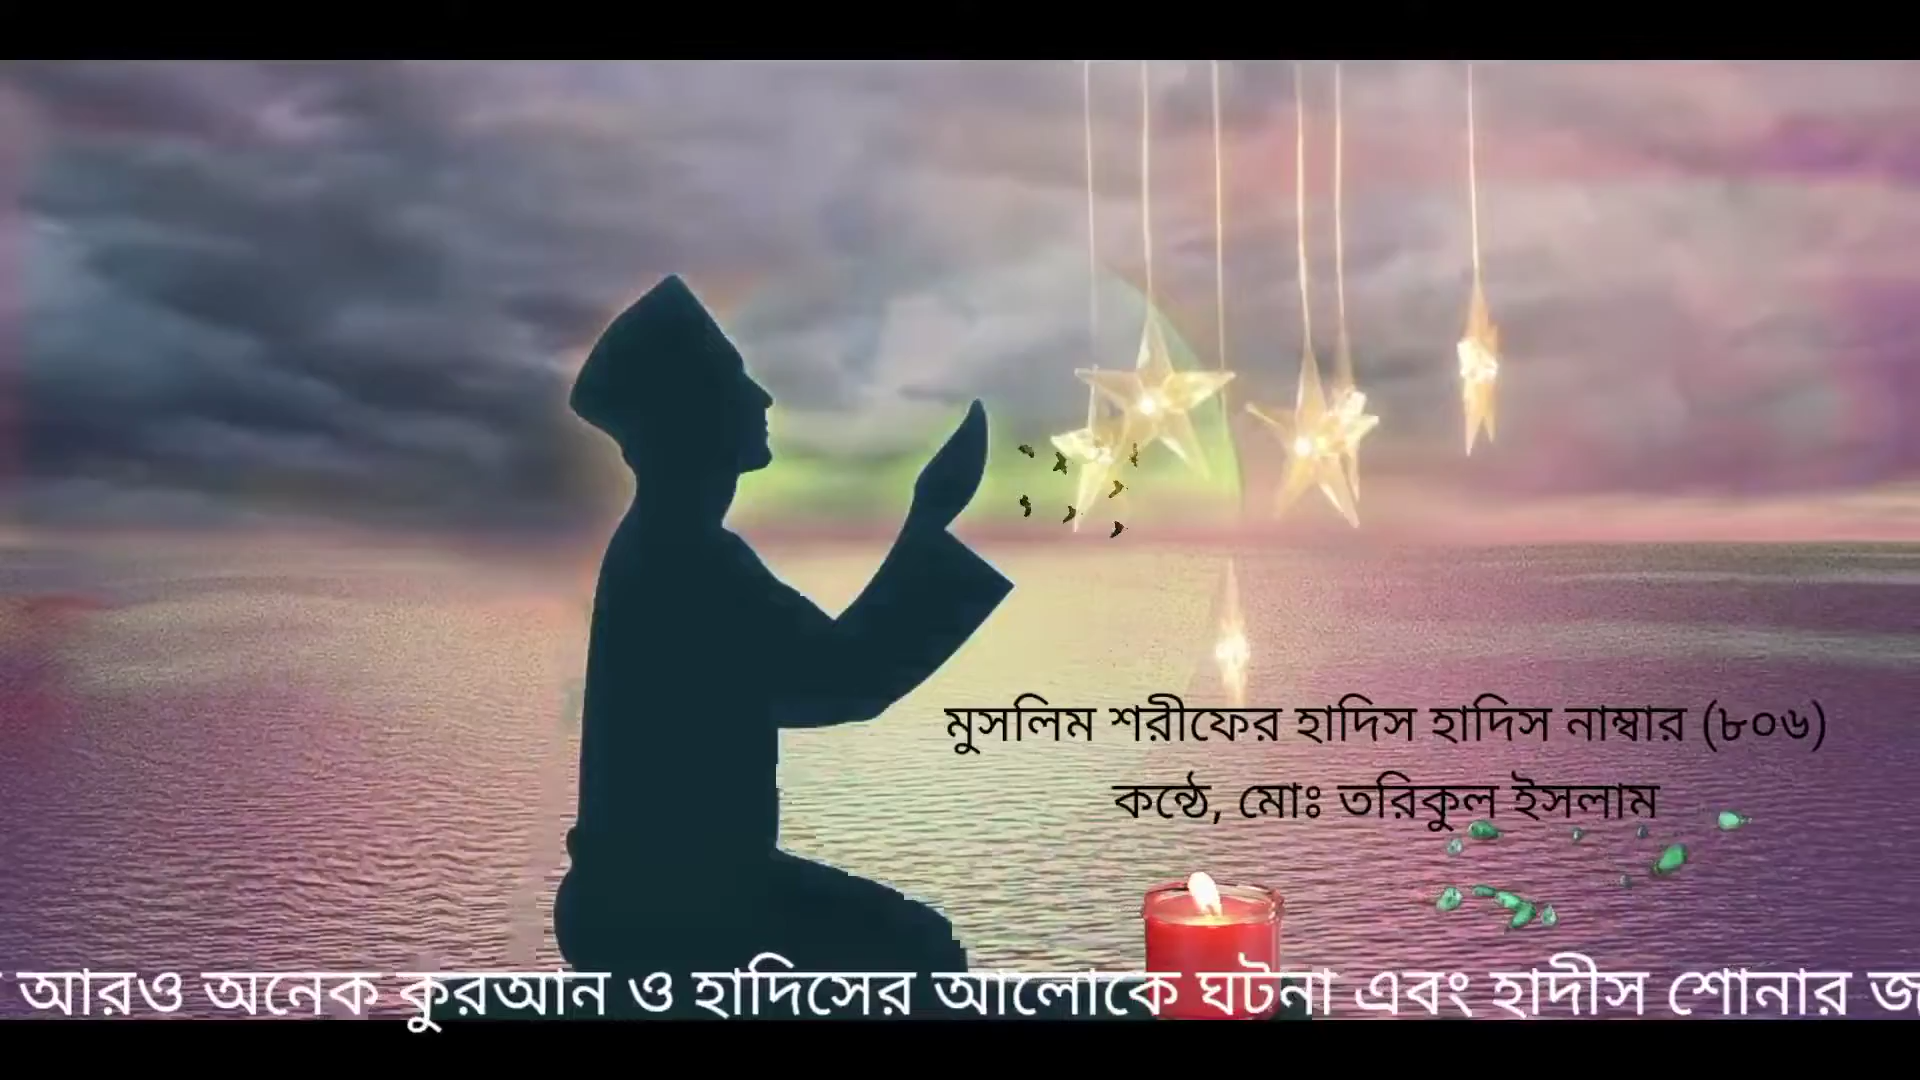 মুসলিম শরীফের হাদিস হাদিস নাম্বার (৮০৬)
কন্ঠে, মোঃ তরিকুল ইসলাম
আরও অনেক কুরআন ও হাদিসের আলোকে ঘটনা এবং হাদীস শোনার